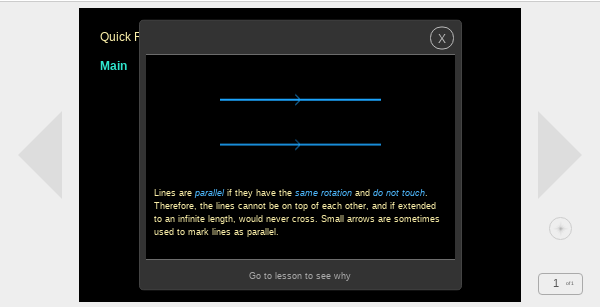 Quick
Main
X
Lines are parallel if they have the same rotation and do not touch.
Therefore, the lines cannot be on top of each other, and if extended
to an infinite length, would never cross. Small arrows are sometimes
used to mark lines as parallel.
Go to lesson to see why
1 of 1